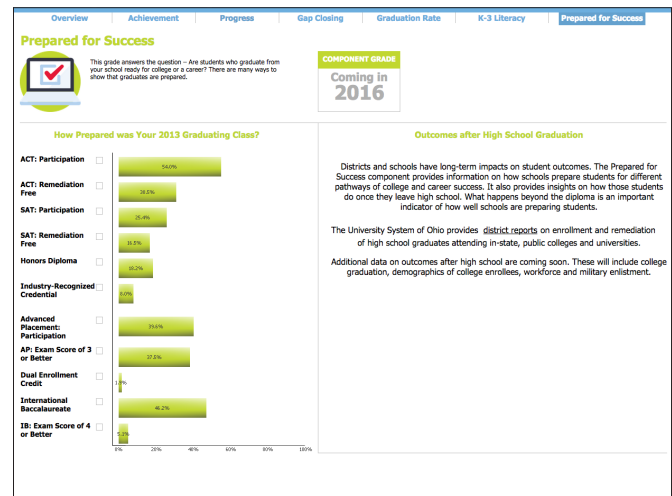 Overview Achievement Progress Gap Closing Graduation Rate K-3 Literacy Prepared for Success
Prepared for Success
This grade answers the question – Are students who graduate from
your school ready for college or a career? There are many ways to
show that graduates are prepared.
COMPONENT GRADE
Coming in
2016
How Prepared was Your 2013 Graduating Class?
ACT: Participation
54.0%
ACT: Remediation
Free
SAT: Participation
25.4%
SAT: Remediation
Free
16.5%
Honors Diploma
18.2%
Industry-Recognized
Credential
8.0%
Advanced
Placement:
Participation
39.6%
AP: Exam Score of 3
or Better
37.5%
Dual Enrollment
Credit
International
Baccalaureate
46.2%
IB: Exam Score of 4
or Better
0% 20% 40% 60% 80% 100%
Outcomes after High School Graduation
Districts and schools have long-term impacts on student outcomes. The Prepared for
Success component provides information on how schools prepare students for different
pathways of college and career success. It also provides insights on how those students
do once they leave high school. What happens beyond the diploma is an important
indicator of how well schools are preparing students.
The University System of Ohio provides district reports on enrollment and remediation
of high school graduates attending in-state, public colleges and universities.
Additional data on outcomes after high school are coming soon. These will include college
graduation, demographics of college enrollees, workforce and military enlistment.